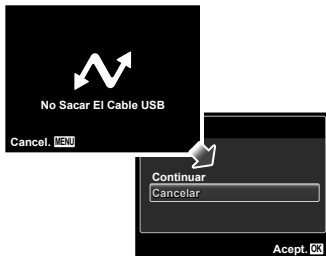 No Sacar El Cable USB
Cancel. MENU
Continuar
Cancelar
Acept. OK